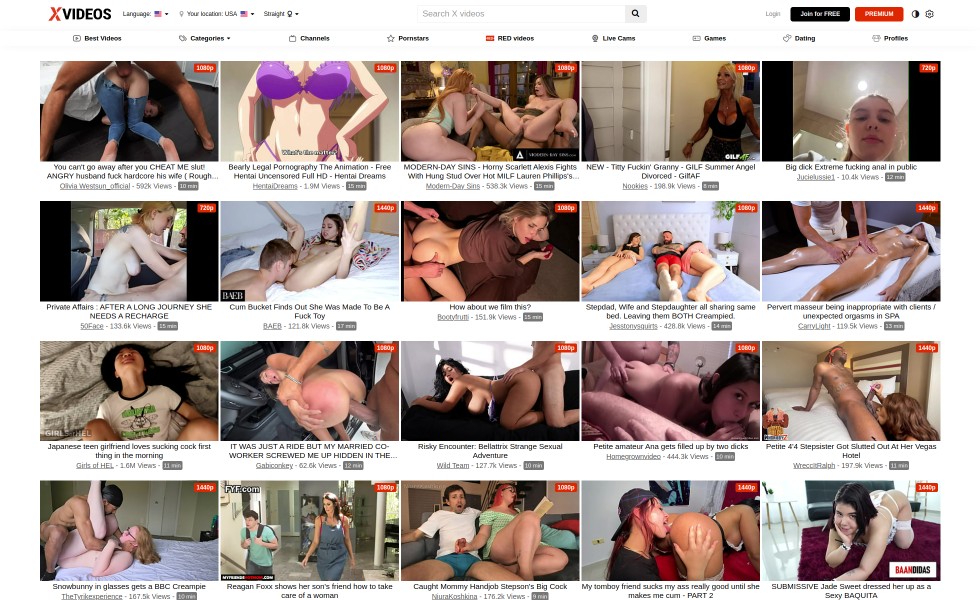 XVIDEOS
Language:
Your location: USA
Straight
Search X videos
Login
Join for FREE
PREMIUM
Best Videos
Categories
Channels
Pornstars
RED videos
Live Cams
Games
Dating
Profiles
1080p
You can't go away after you CHEAT ME slut!
ANGRY husband fuck hardcore his wife ( Rough...
Olivia Westsun_official - 592k Views - 10 min
1080p
What's the matter?
Bearly Legal Pornography The Animation - Free
Hentai Uncensored Full HD - Hentai Dreams
HentaiDreams - 1.9M Views - 15 min
1080p
MODERN-DAY SINS
MODERN-DAY SINS - Horny Scarlett Alexis Fights
With Hung Stud Over Hot MILF Lauren Phillips's...
Modern-Day Sins - 538.3k Views - 15 min
1080p
GILFAF
NEW - Titty Fuckin' Granny - GILF Summer Angel
Divorced - GilfAF
Nookies - 198.9k Views - 8 min
720p
Big dick Extreme fucking anal in public
Jucielussie1 - 10.4k Views - 12 min
720p
Private Affairs : AFTER A LONG JOURNEY SHE
NEEDS A RECHARGE
50Face - 133.6k Views - 15 min
1440p
BAEB
Cum Bucket Finds Out She Was Made To Be A
Fuck Toy
BAEB - 121.8k Views - 17 min
1080p
How about we film this?
Bootyfrutti - 151.9k Views - 15 min
1080p
Stepdad, Wife and Stepdaughter all sharing same
bed. Leaving them BOTH Creampied.
Jesstonysquirts - 428.8k Views - 14 min
1440p
Pervert masseur being inappropriate with clients /
unexpected orgasms in SPA
CarryLight - 119.5k Views - 13 min
1080p
GIRLS of HEL
Japanese teen girlfriend loves sucking cock first
thing in the morning
Girls of HEL - 1.6M Views - 11 min
1080p
IT WAS JUST A RIDE BUT MY MARRIED CO-
WORKER SCREWED ME UP HIDDEN IN THE...
Gabiconkey - 62.6k Views - 12 min
1080p
Risky Encounter: Bellattrix Strange Sexual
Adventure
Wild Team - 127.7k Views - 10 min
1080p
Petite amateur Ana gets filled up by two dicks
Homegrownvideo - 444.3k Views - 10 min
1440p
Petite 4'4 Stepsister Got Slutted Out At Her Vegas
Hotel
WreccItRalph - 197.9k Views - 11 min
1440p
Snowbunny in glasses gets a BBC Creampie
TheTyrikexperience - 167.5k Views - 10 min
FYF.com
1080p
Reagan Foxx shows her son's friend how to take
care of a woman
1080p
Caught Mommy Handjob Stepson's Big Cock
NiuraKoshkina - 176.2k Views - 9 min
1440p
My tomboy friend sucks my ass really good until she
makes me cum - PART 2
1440p
BAANDIDAS
SUBMISSIVE Jade Sweet dressed her up as a
Sexy BAQUITA